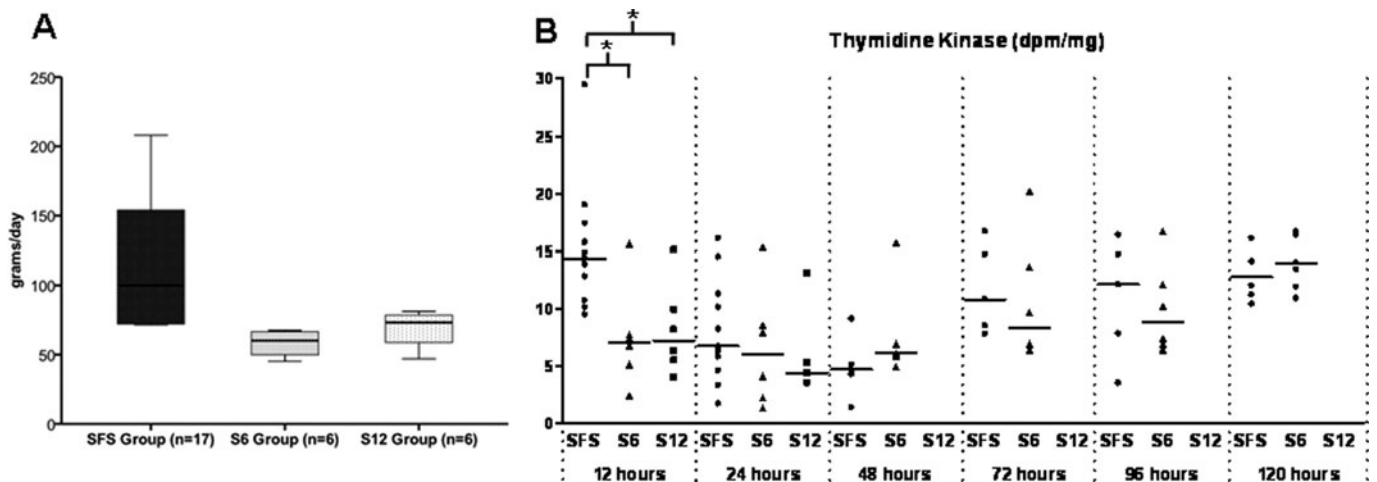 A
250
200
150
100
50
0
grams/day
SFS Group (n=17) S6 Group (n=6) S12 Group (n=6)
B
* *
Thymidine Kinase (dpm/mg)
30
25
20
15
10
5
0
SFS S6 S12 SFS S6 S12 SFS S6 S12 SFS S6 S12 SFS S6 S12 SFS S6 S12
12 hours 24 hours 48 hours 72 hours 96 hours 120 hours